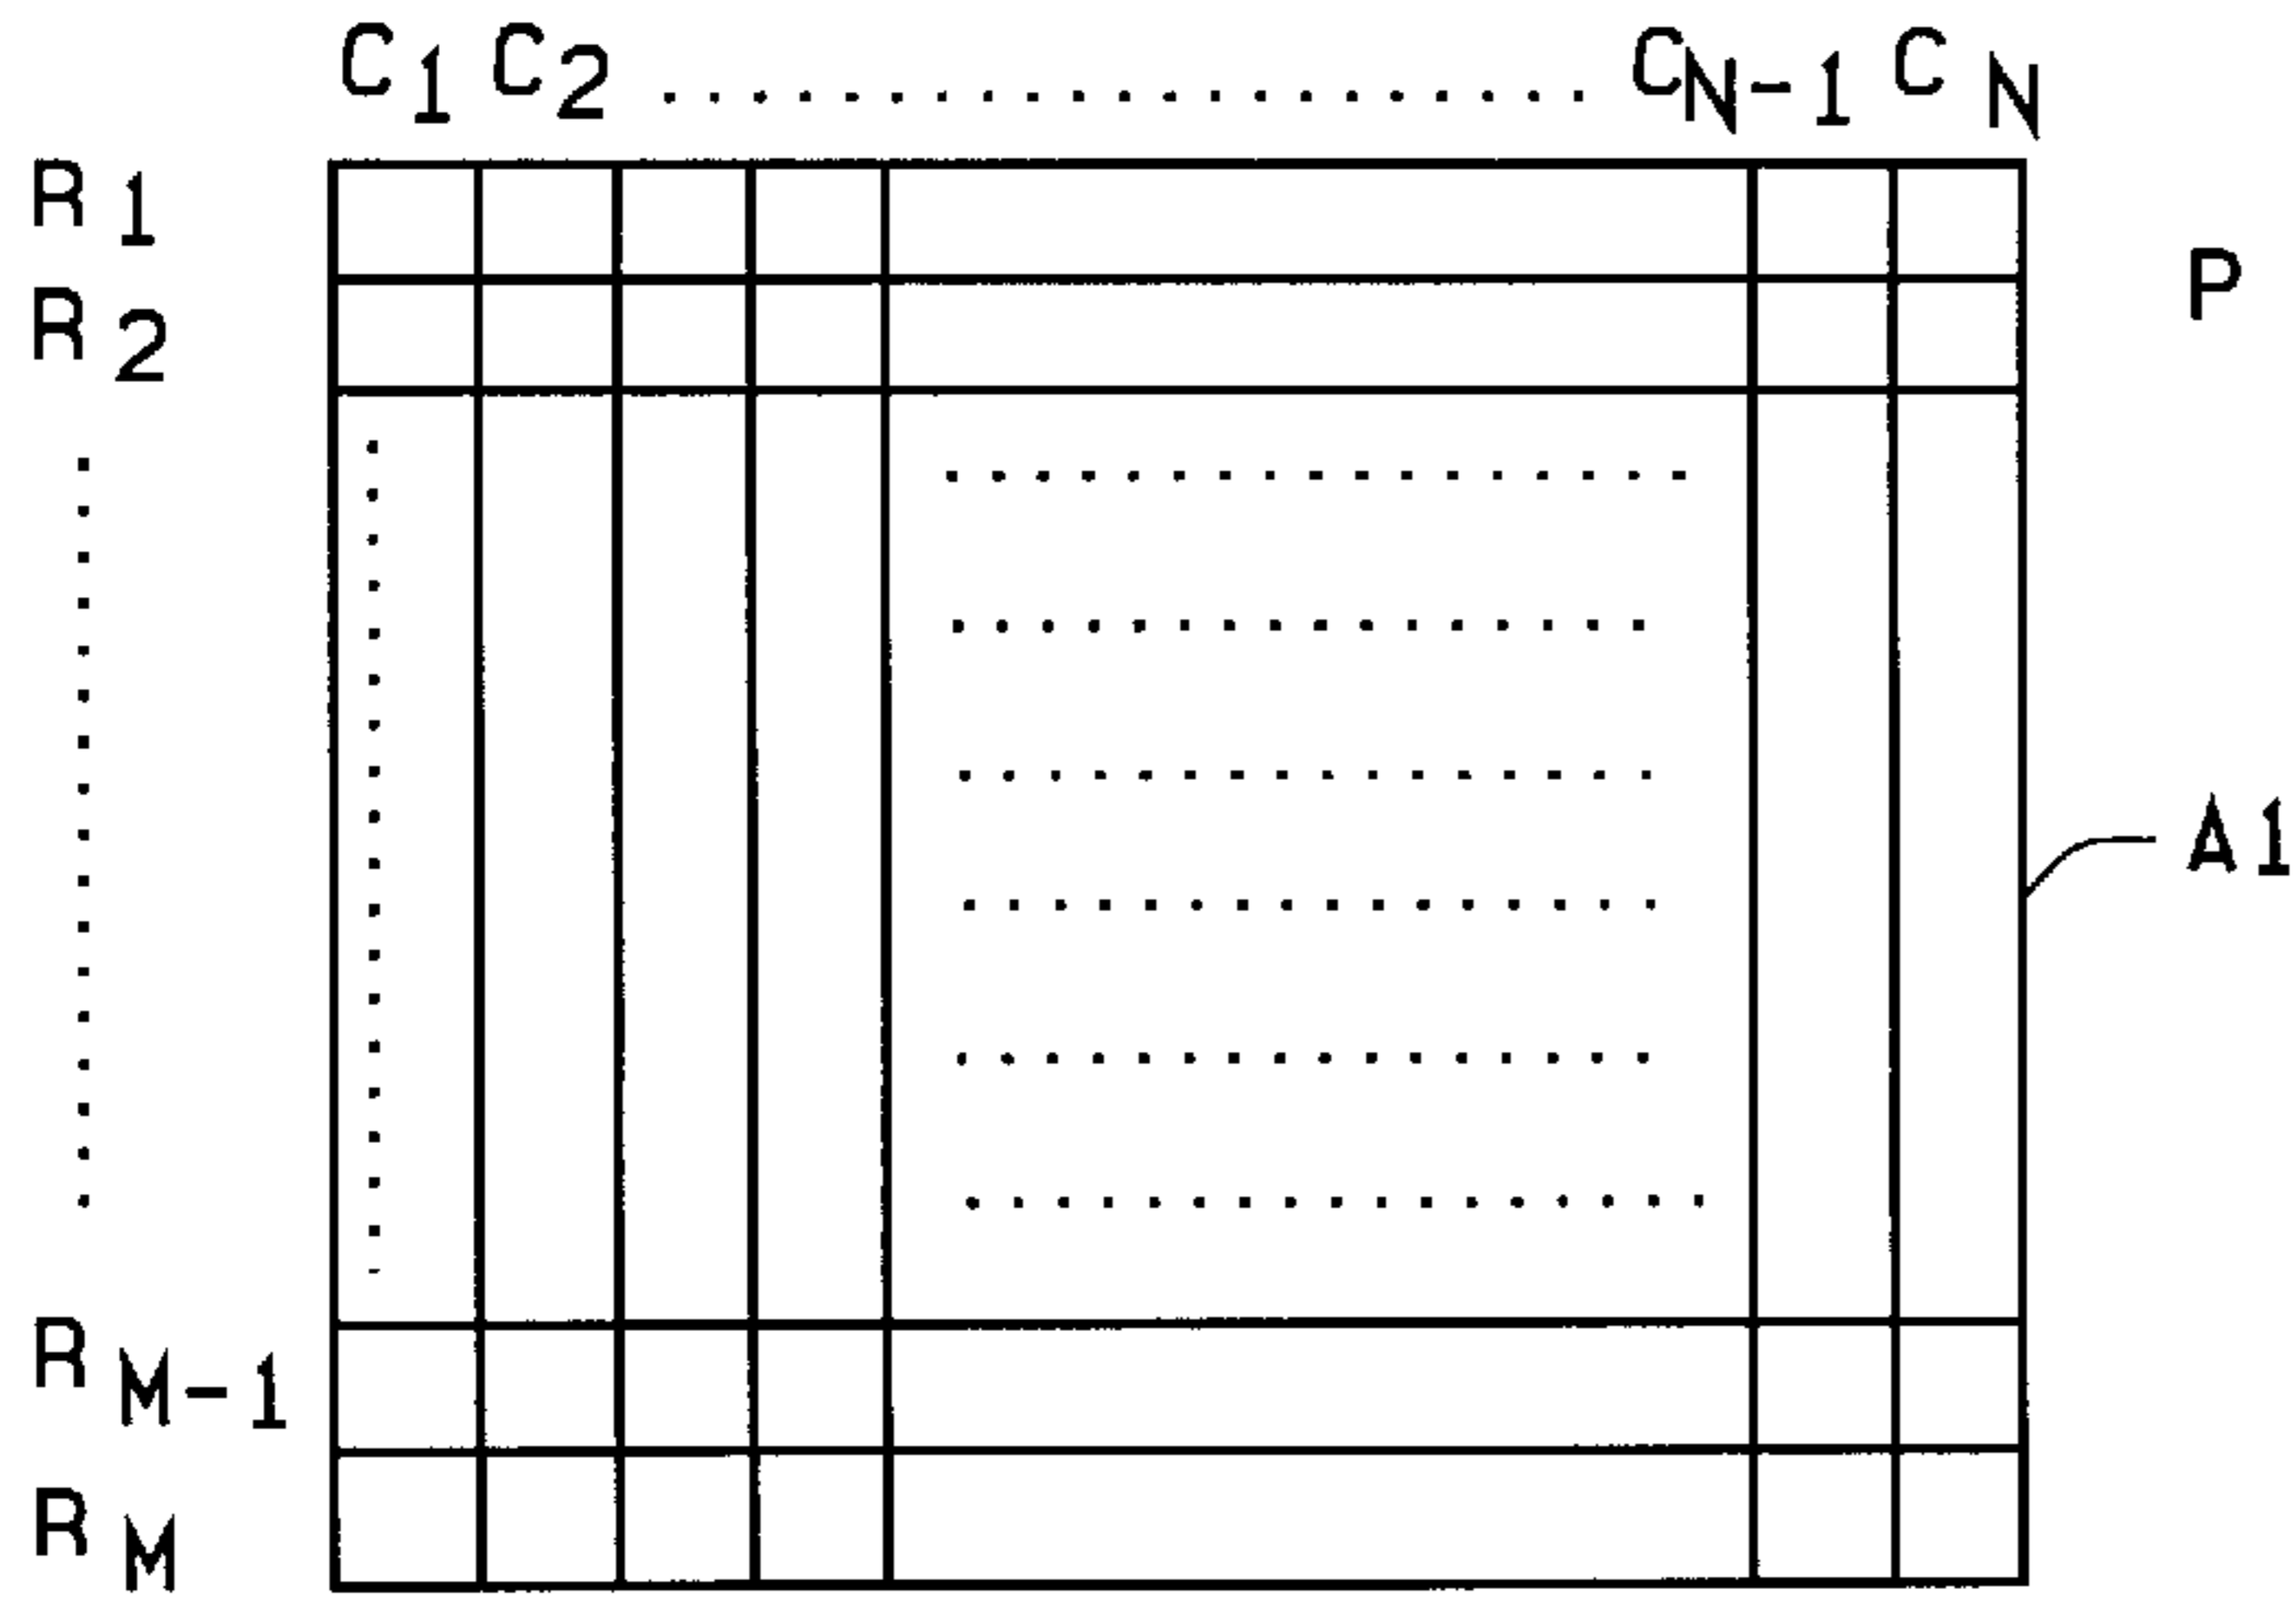 C1 C2 ..................... CN-1 CN
R1
P
R2
A1
RM-1
RM